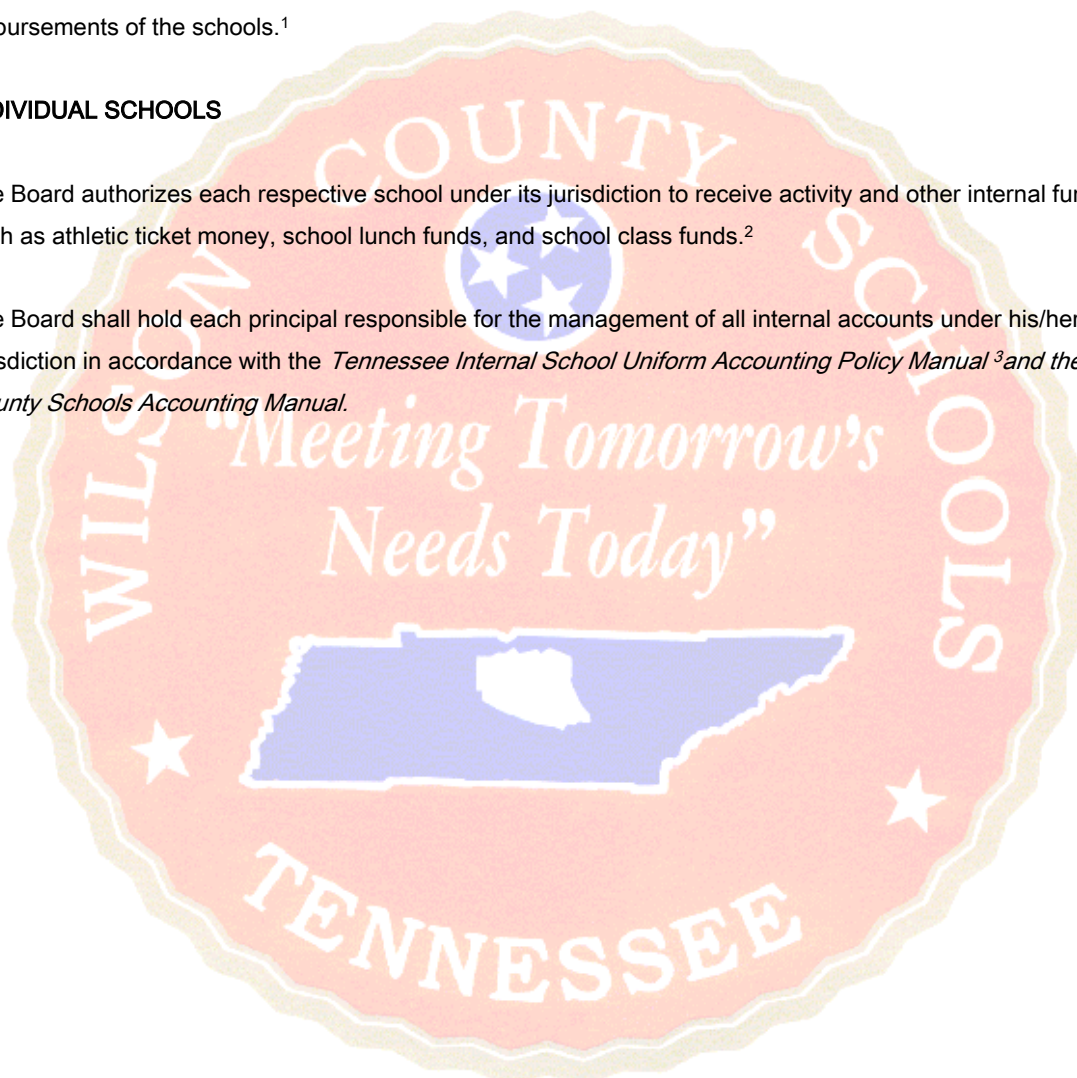 bursements of the schools.¹
DIVIDUAL SCHOOLS
e Board authorizes each respective school under its jurisdiction to receive activity and other internal fun
h as athletic ticket money, school lunch funds, and school class funds.²
e Board shall hold each principal responsible for the management of all internal accounts under his/her
sdiction in accordance with the Tennessee Internal School Uniform Accounting Policy Manual ³and the
unty Schools Accounting Manual.
WILSON COUNTY SCHOOLS
"Meeting Tomorrow's
Needs Today"
TENNESSEE